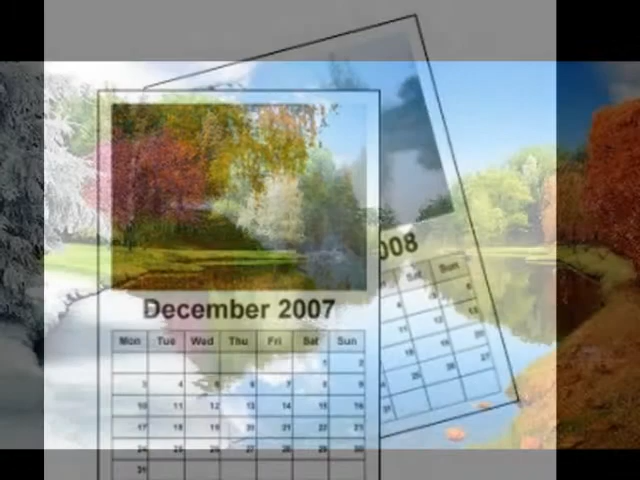 008
Sat Sun
December 2007
Mon Tue Wed Thu Fri Sat Sun
1 2
3 4 5 6 7 8 9
10 11 12 13 14 15 16
17 18 19 20 21 22 23
24 25 26 27 28 29 30
31